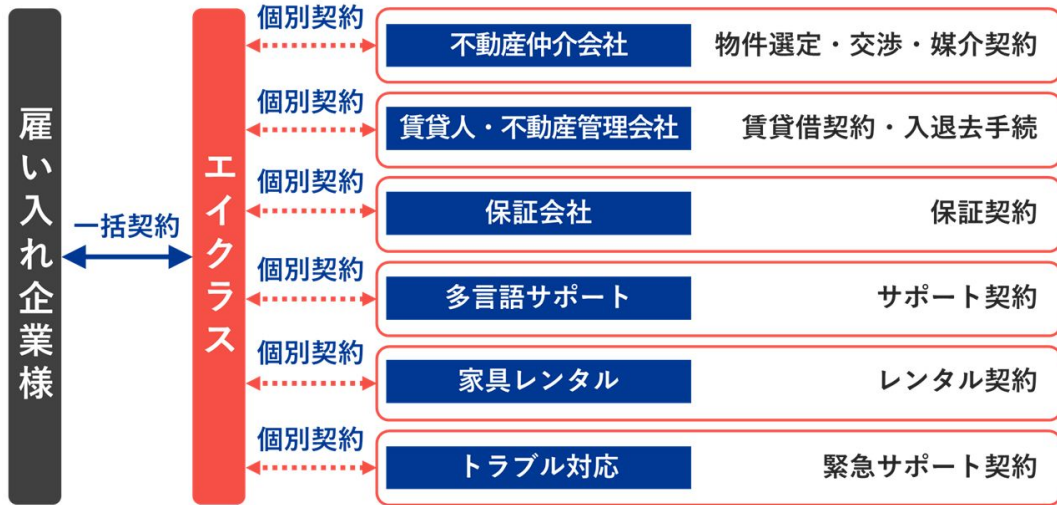 雇い入れ企業様
一括契約
エイクラス
個別契約
不動産仲介会社
物件選定・交渉・媒介契約
個別契約
賃貸人・不動産管理会社
賃貸借契約・入退去手続
個別契約
保証会社
保証契約
個別契約
多言語サポート
サポート契約
個別契約
家具レンタル
レンタル契約
個別契約
トラブル対応
緊急サポート契約